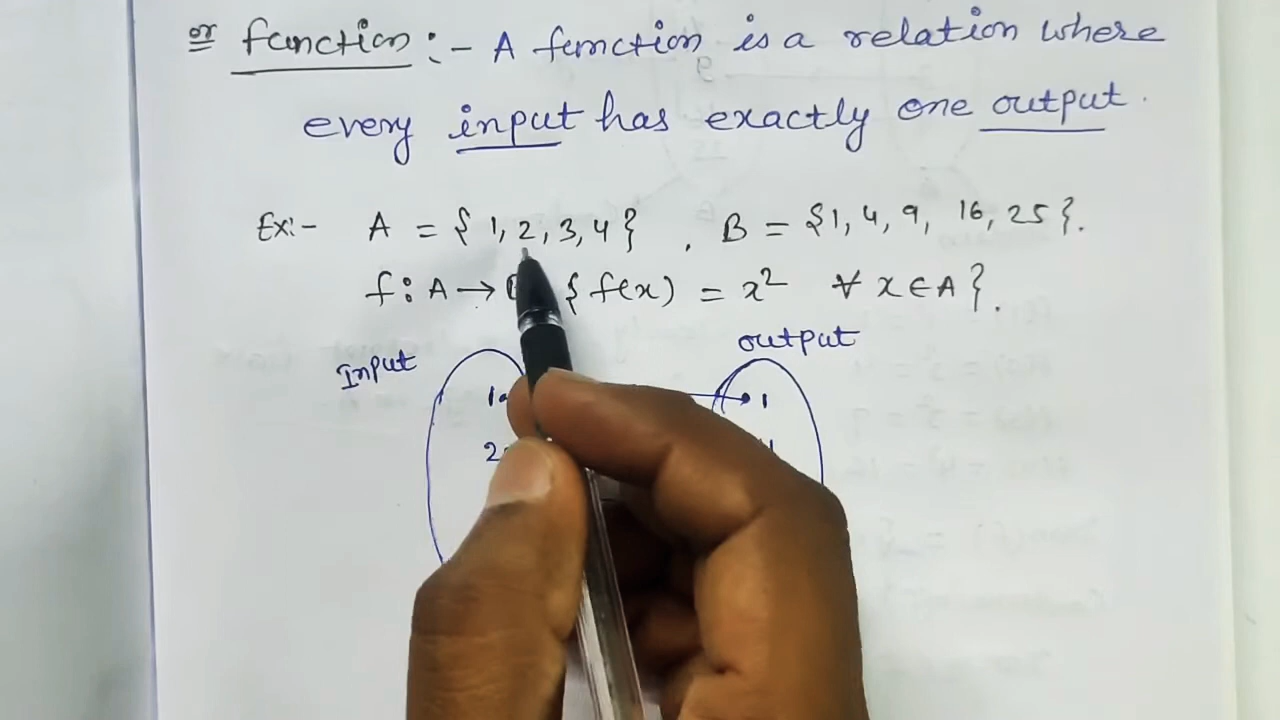 or function :- A function is a relation where
every input has exactly one output.
Ex:- A = { 1, 2, 3, 4 } , B = {1, 4, 9, 16, 25 }.
f : A → { f(x) = x² ∀ x ∈ A }.
Input output
1 1
2